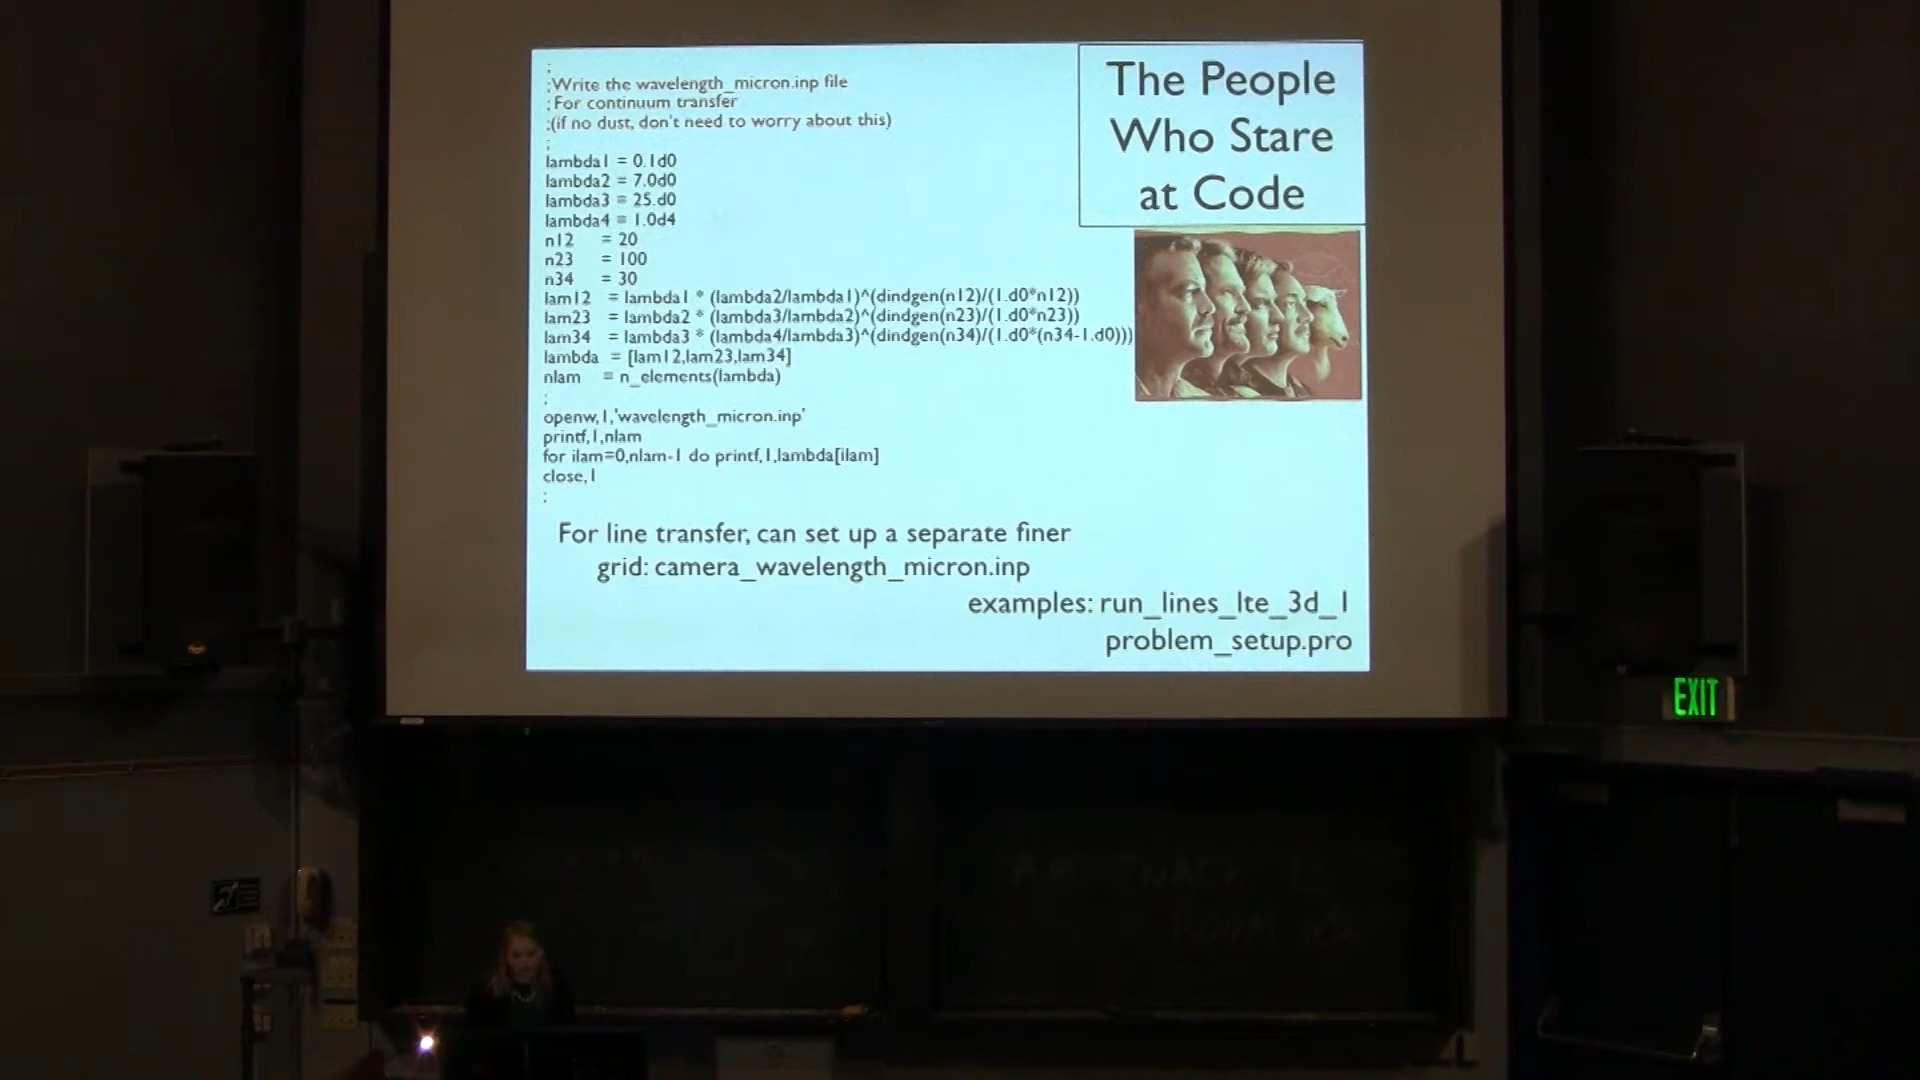 ;
;Write the wavelength_micron.inp file
;For continuum transfer
;(if no dust, don't need to worry about this)
;
lambda1 = 0.1d0
lambda2 = 7.0d0
lambda3 = 25.d0
lambda4 = 1.0d4
n12 = 20
n23 = 100
n34 = 30
lam12 = lambda1 * (lambda2/lambda1)^(dindgen(n12)/(1.d0*n12))
lam23 = lambda2 * (lambda3/lambda2)^(dindgen(n23)/(1.d0*n23))
lam34 = lambda3 * (lambda4/lambda3)^(dindgen(n34)/(1.d0*(n34-1.d0)))
lambda = [lam12,lam23,lam34]
nlam = n_elements(lambda)
;
openw,1,'wavelength_micron.inp'
printf,1,nlam
for ilam=0,nlam-1 do printf,1,lambda[ilam]
close,1
;
The People
Who Stare
at Code
For line transfer, can set up a separate finer
grid: camera_wavelength_micron.inp
examples: run_lines_lte_3d_1
problem_setup.pro
EXIT